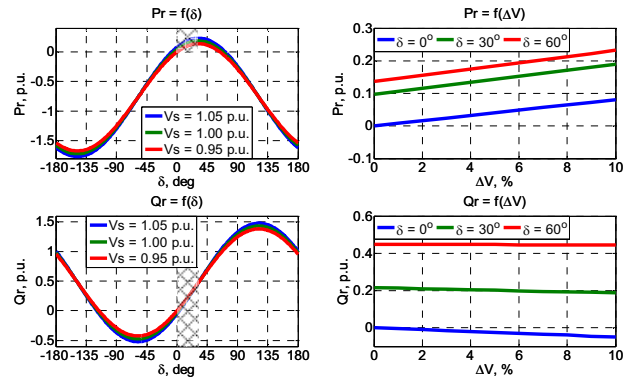 Pr = f(δ)
0
-0.5
-1
-1.5
Pr, p.u.
Vs = 1.05 p.u.
Vs = 1.00 p.u.
Vs = 0.95 p.u.
-180 -135 -90 -45 0 45 90 135 180
δ, deg
Pr = f(ΔV)
0.3
0.2
0.1
0
-0.1
Pr, p.u.
δ = 0° δ = 30° δ = 60°
0 2 4 6 8 10
ΔV, %
Qr = f(δ)
1.5
1
0.5
0
-0.5
Qr, p.u.
Vs = 1.05 p.u.
Vs = 1.00 p.u.
Vs = 0.95 p.u.
-180 -135 -90 -45 0 45 90 135 180
δ, deg
Qr = f(ΔV)
0.6
0.4
0.2
0
-0.1
Qr, p.u.
δ = 0° δ = 30° δ = 60°
0 2 4 6 8 10
ΔV, %